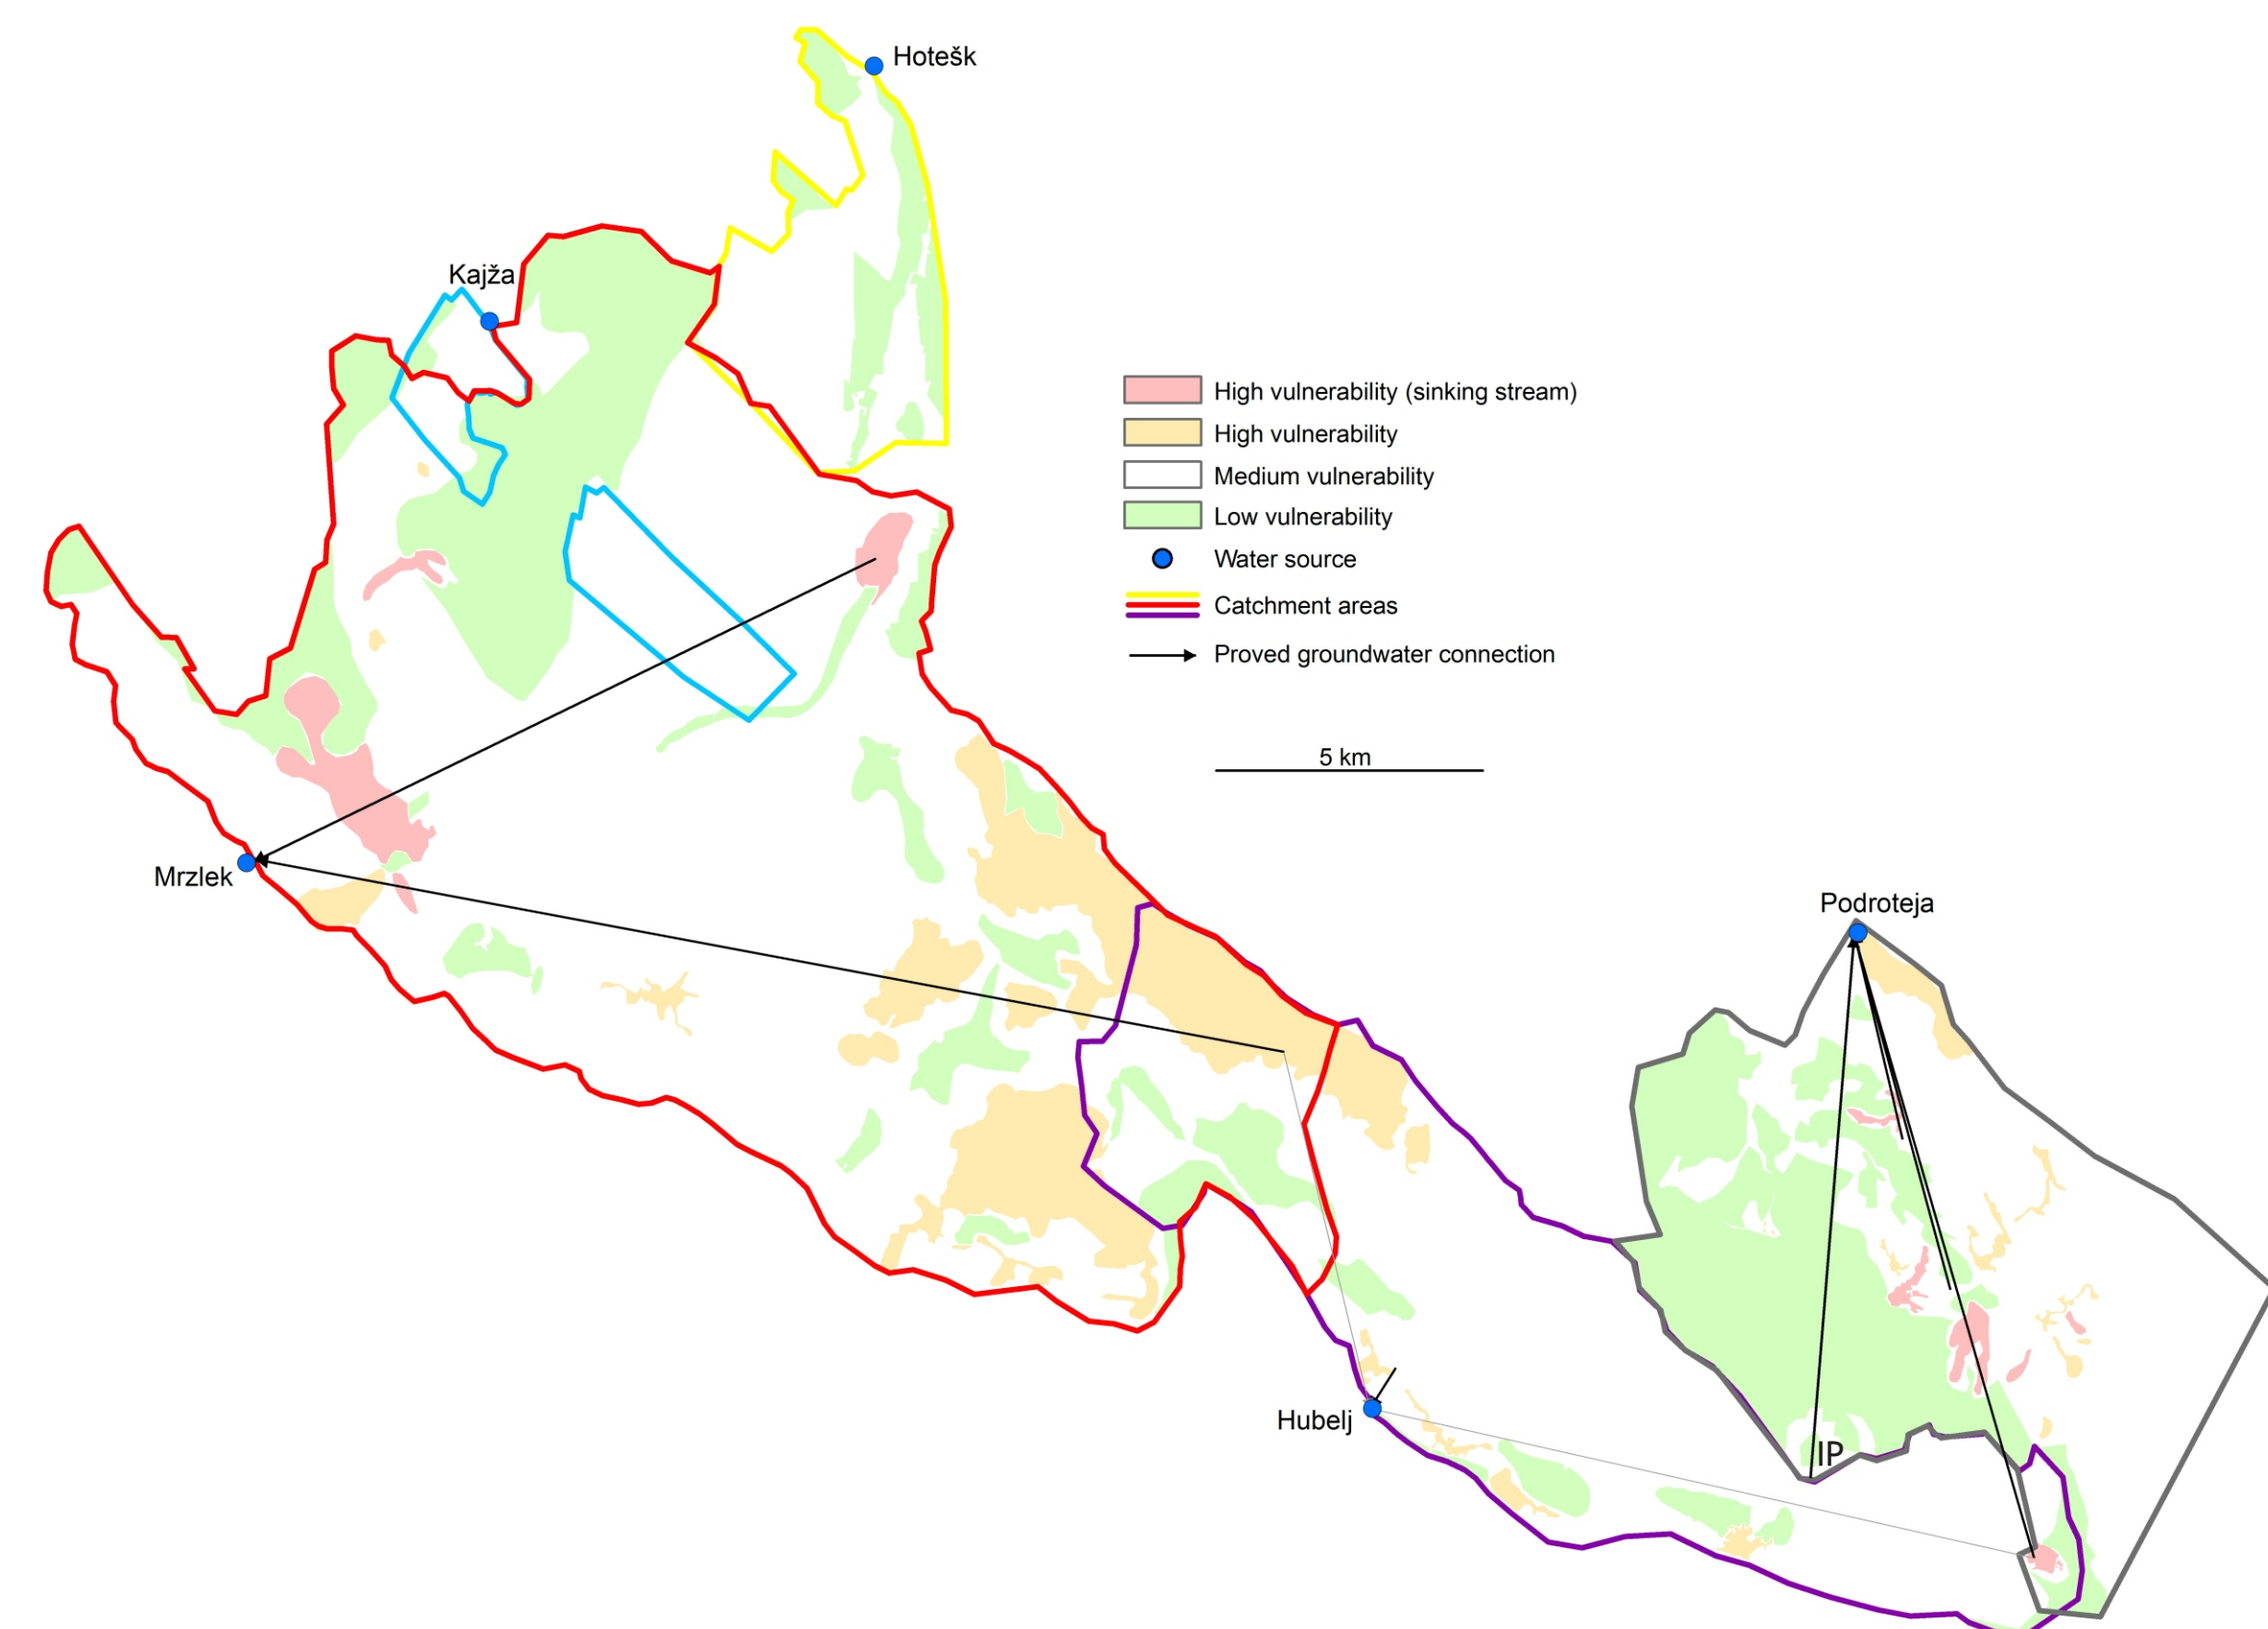 Hotešk
Kajža
High vulnerability (sinking stream)
High vulnerability
Medium vulnerability
Low vulnerability
Water source
Catchment areas
Proved groundwater connection
5 km
Mrzlek
Podroteja
Hubelj
IP